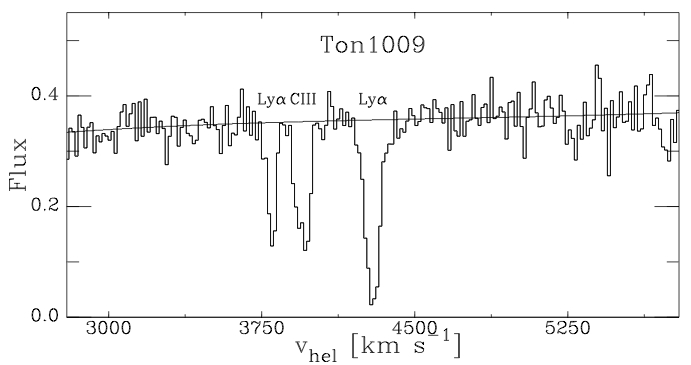 Ton1009
Lyα CIII Lyα
0.4
0.2
0.0
Flux
3000 3750 4500 5250
v_hel [km s⁻¹]